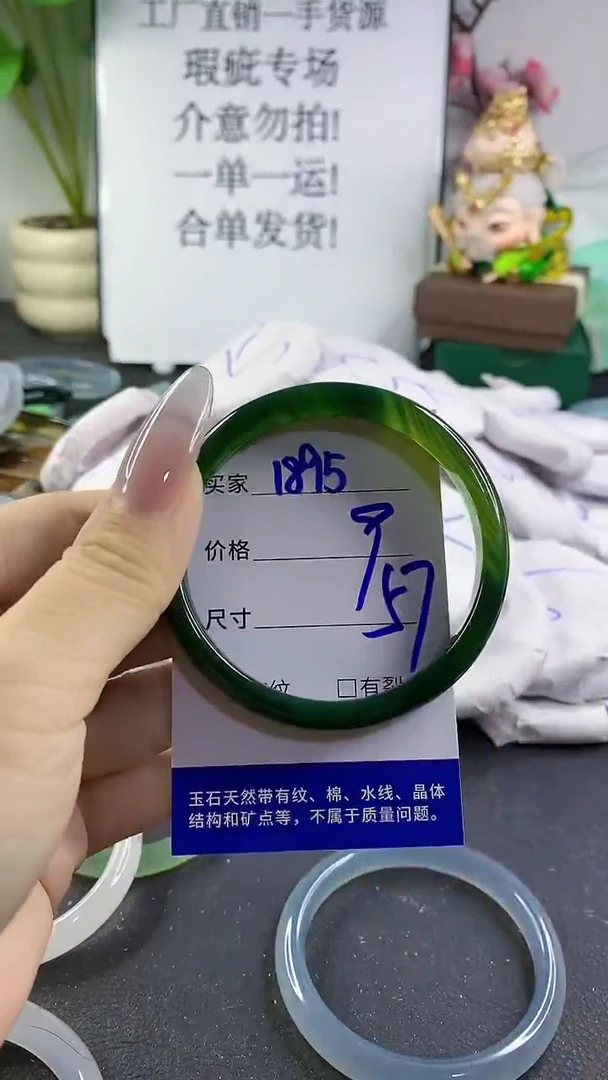 工厂直销一手货源
瑕疵专场
介意勿拍!
一单一运!
合单发货!
买家 1895
价格
尺寸 57
纹 □有裂
玉石天然带有纹、棉、水线、晶体
结构和矿点等，不属于质量问题。